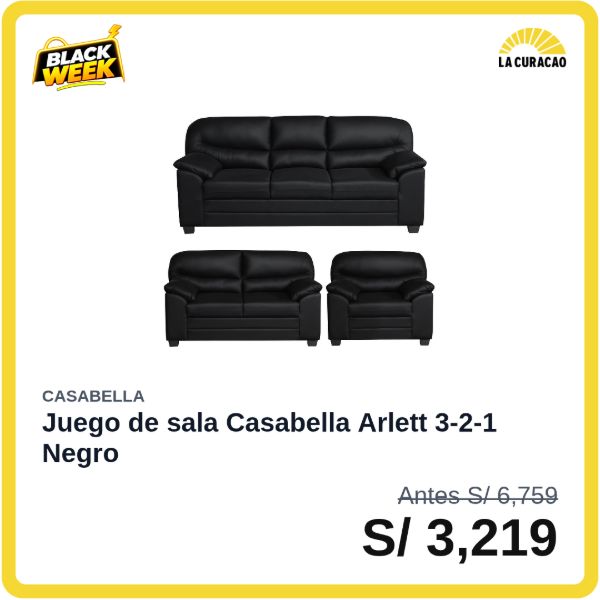 BLACK
WEEK
LA CURACAO
CASABELLA
Juego de sala Casabella Arlett 3-2-1
Negro
Antes S/ 6,759
S/ 3,219